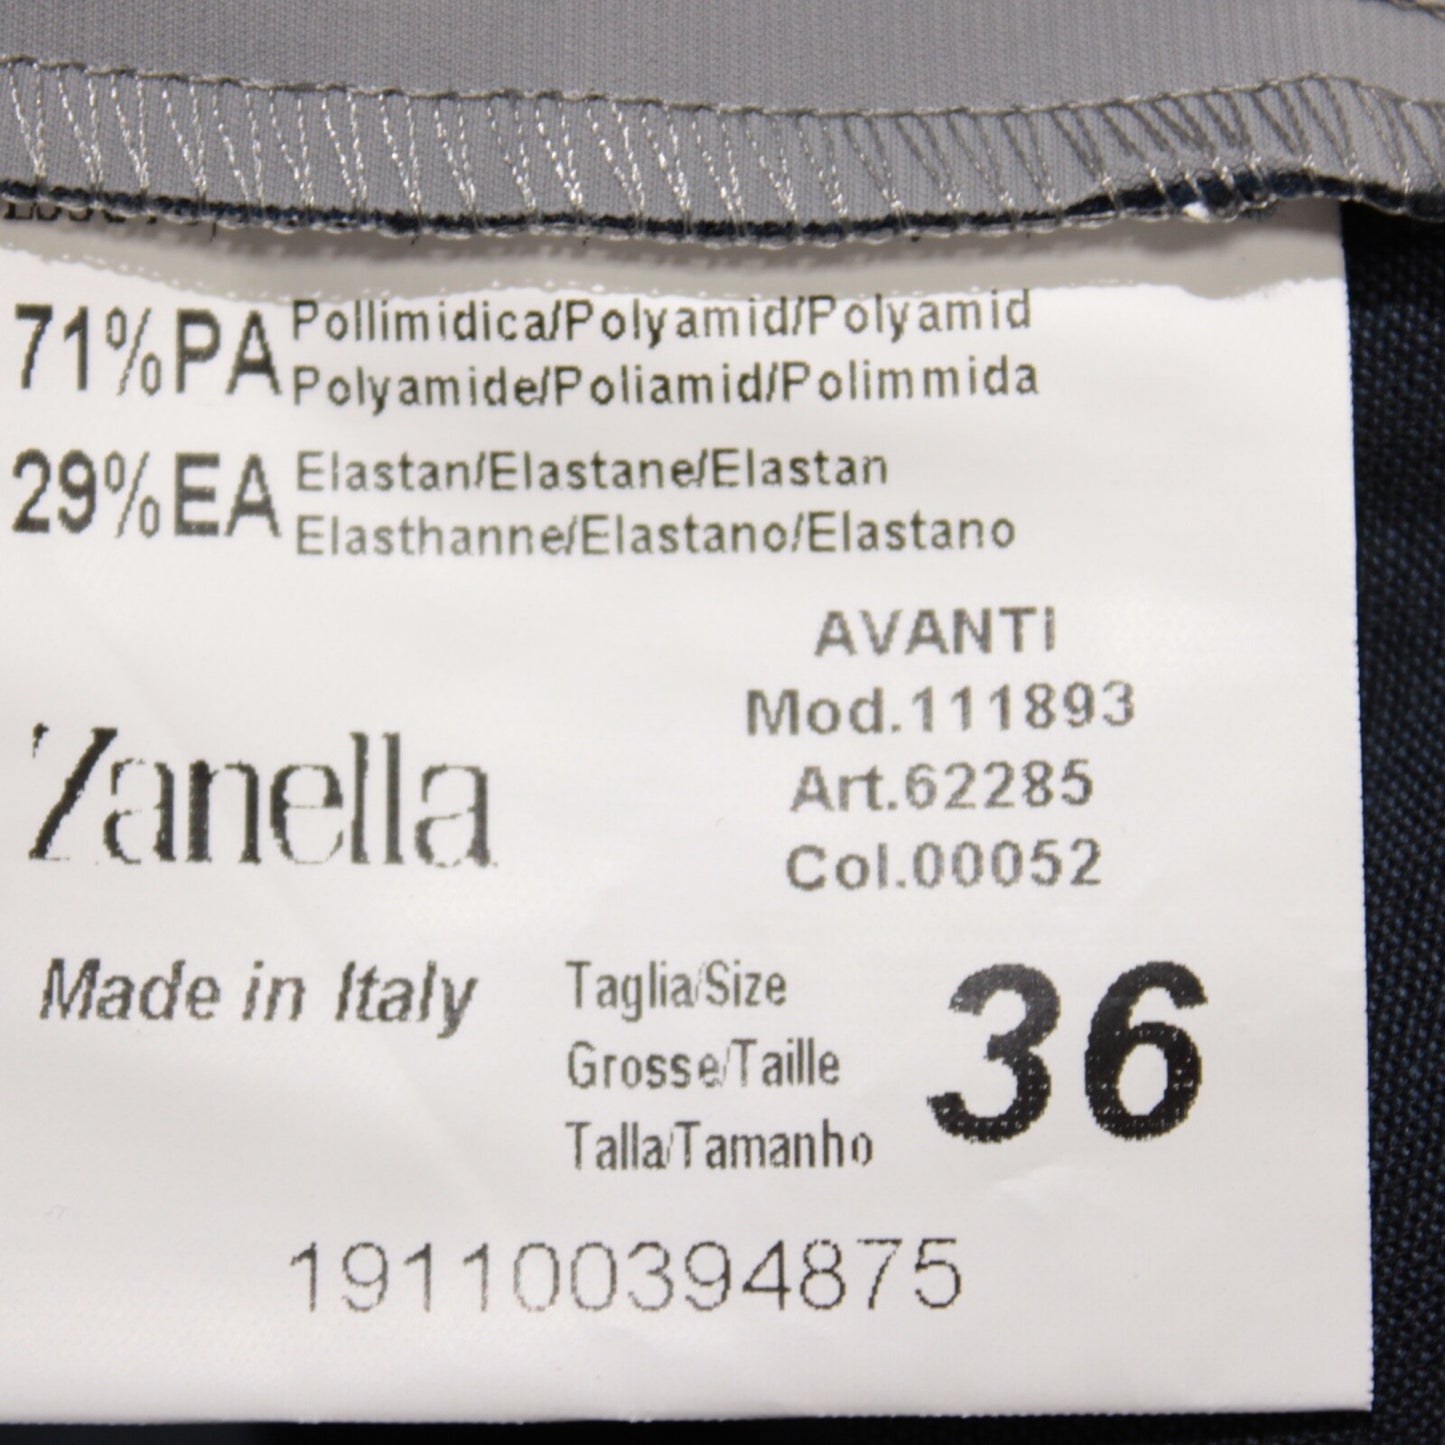 71%PA Pollimidica/Polyamid/Polyamid
Polyamide/Poliamid/Polimmida
29%EA Elastan/Elastane/Elastan
Elasthanne/Elastano/Elastano
AVANTI
Mod.111893
Art.62285
Col.00052
Zanella
Made in Italy
Taglia/Size
Grosse/Taille
Talla/Tamanho
36
191100394875